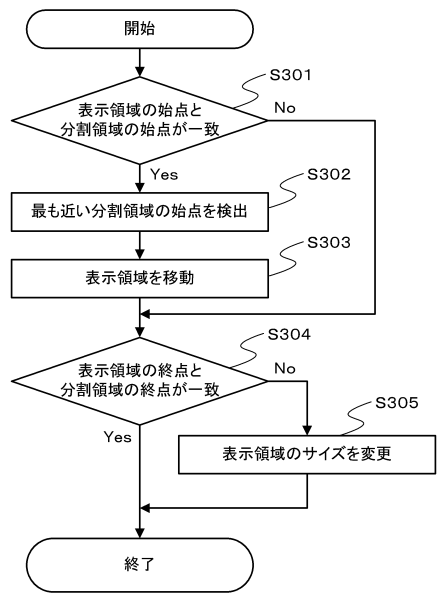 開始
S301
表示領域の始点と
分割領域の始点が一致
No
Yes
S302
最も近い分割領域の始点を検出
S303
表示領域を移動
S304
表示領域の終点と
分割領域の終点が一致
No
Yes
S305
表示領域のサイズを変更
終了